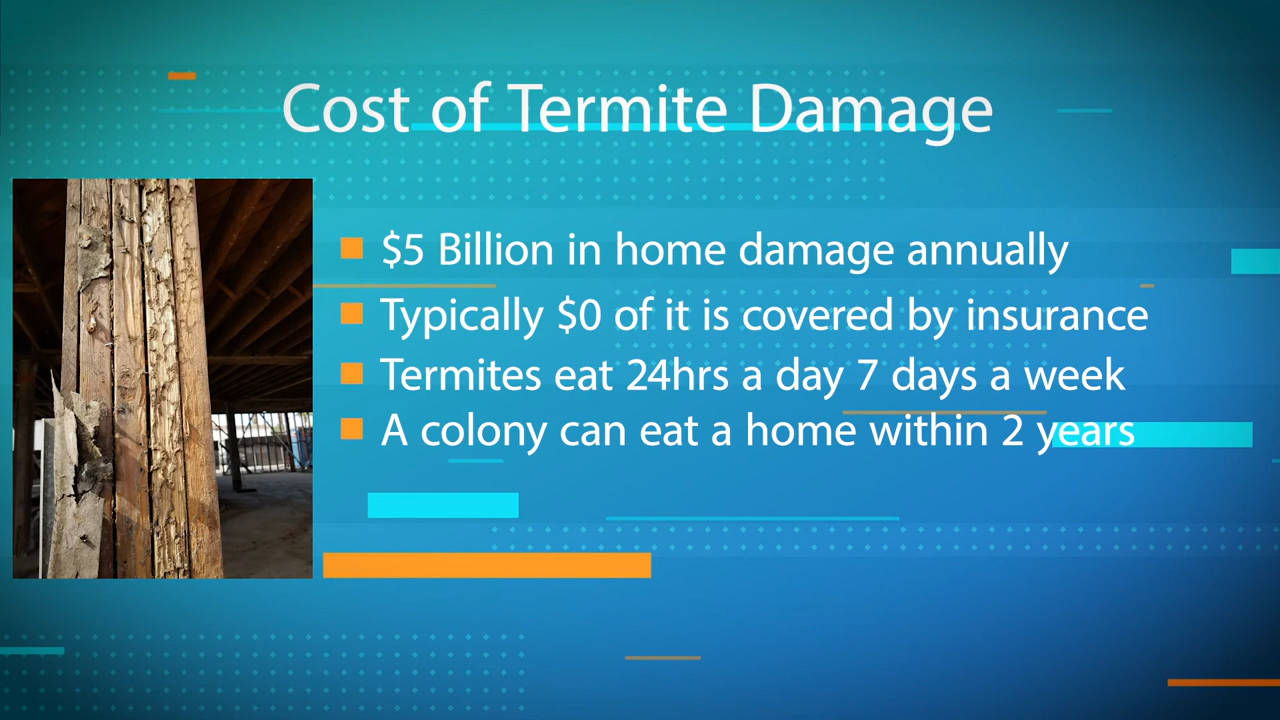 Cost of Termite Damage
$5 Billion in home damage annually
Typically $0 of it is covered by insurance
Termites eat 24hrs a day 7 days a week
A colony can eat a home within 2 years